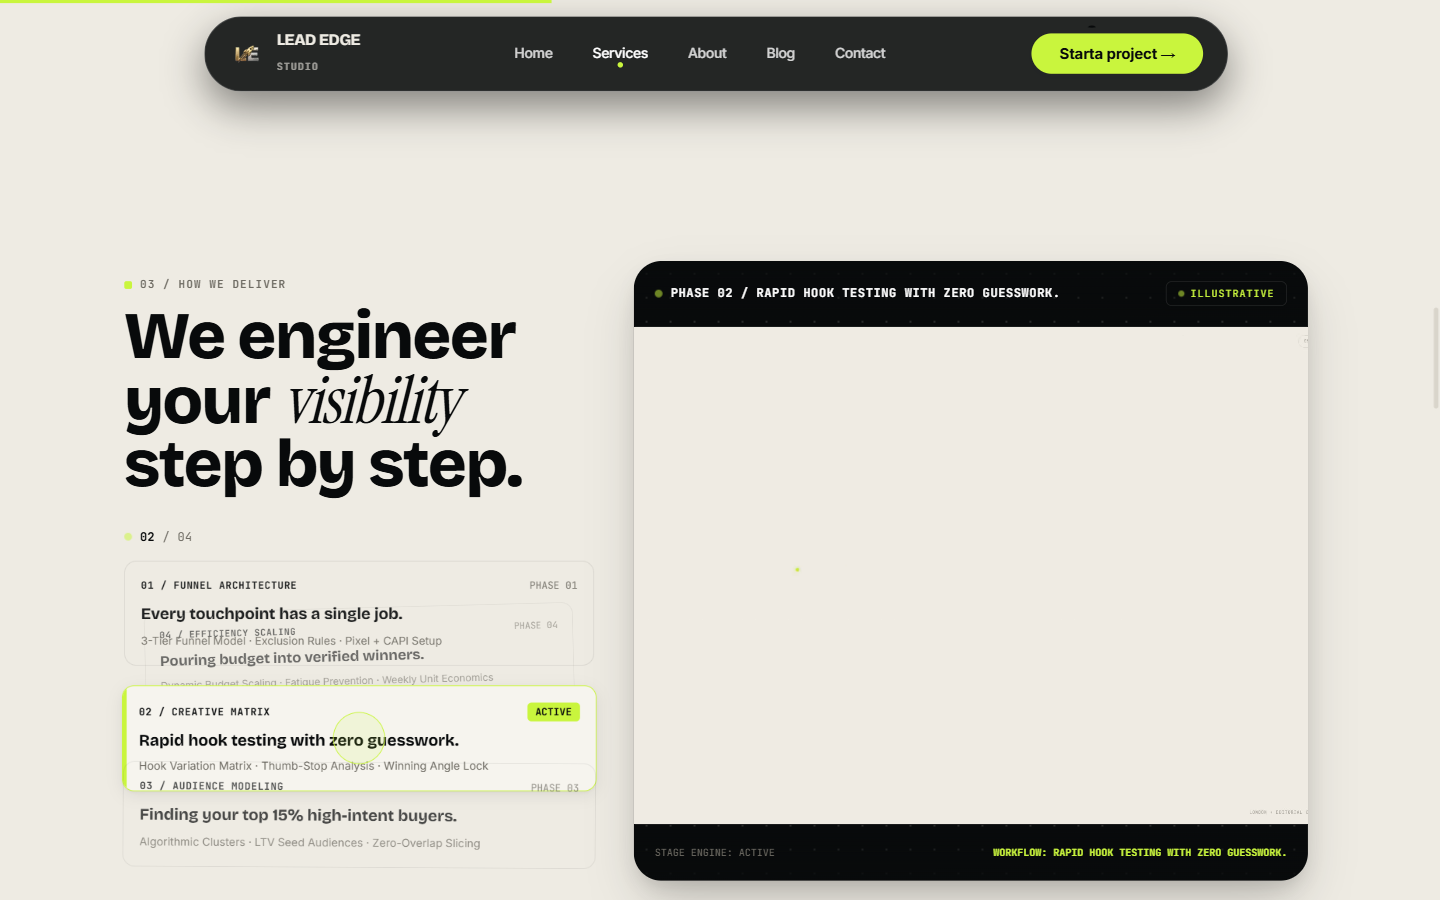 LEAD EDGE
STUDIO
Home
Services
About
Blog
Contact
Starta project →
03 / HOW WE DELIVER
We engineer
your visibility
step by step.
02 / 04
01 / FUNNEL ARCHITECTURE
PHASE 01
Every touchpoint has a single job.
3-Tier Funnel Model · Exclusion Rules · Pixel + CAPI Setup
04 / EFFICIENCY SCALING
PHASE 04
Pouring budget into verified winners.
Dynamic Budget Scaling · Fatigue Prevention · Weekly Unit Economics
02 / CREATIVE MATRIX
ACTIVE
Rapid hook testing with zero guesswork.
Hook Variation Matrix · Thumb-Stop Analysis · Winning Angle Lock
03 / AUDIENCE MODELING
PHASE 03
Finding your top 15% high-intent buyers.
Algorithmic Clusters · LTV Seed Audiences · Zero-Overlap Slicing
PHASE 02 / RAPID HOOK TESTING WITH ZERO GUESSWORK.
ILLUSTRATIVE
STAGE ENGINE: ACTIVE
WORKFLOW: RAPID HOOK TESTING WITH ZERO GUESSWORK.